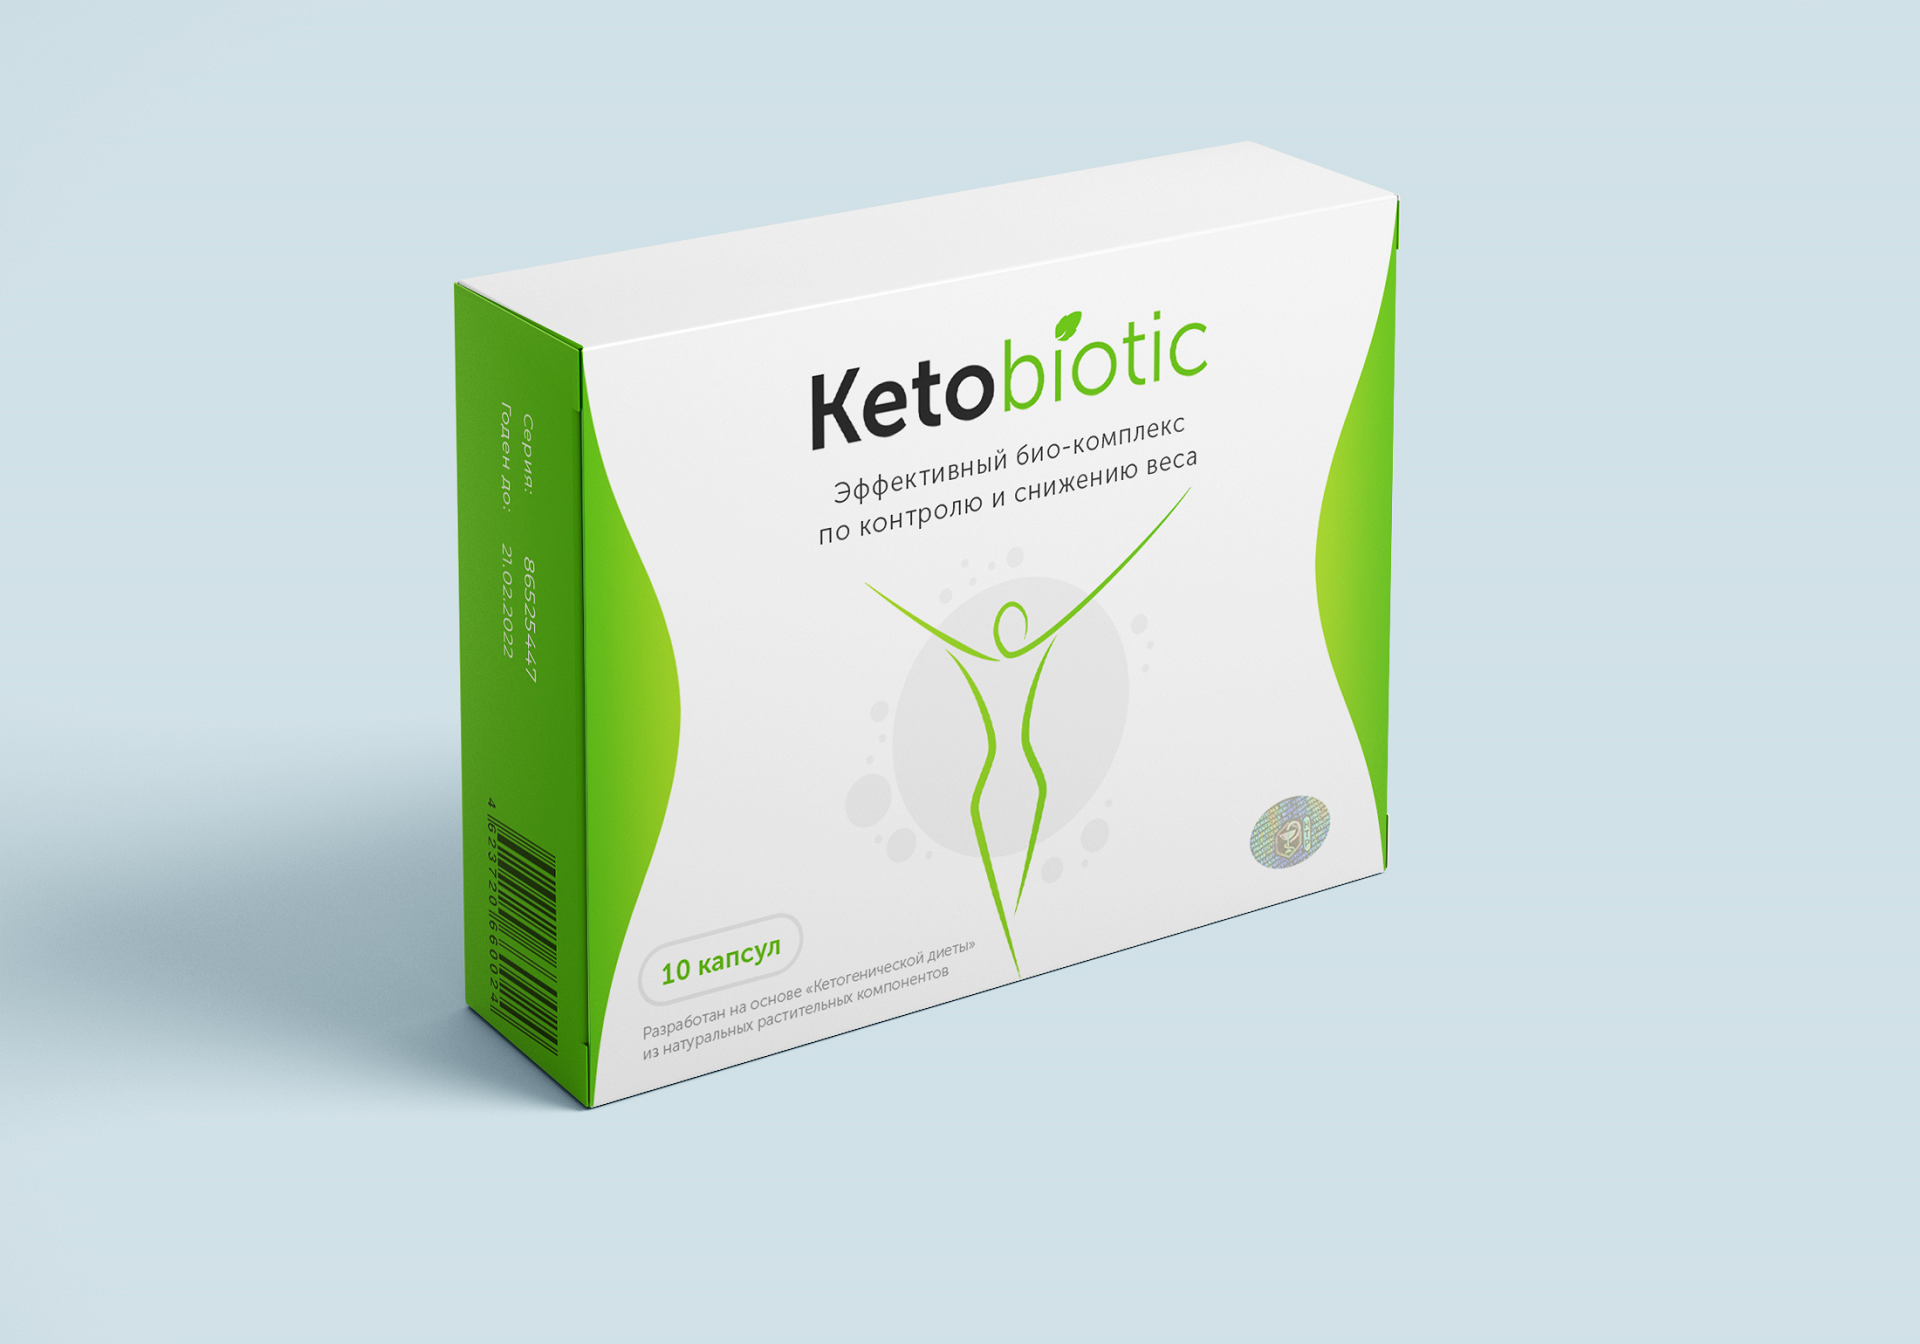 Ketobiotic
Эффективный био-комплекс
по контролю и снижению веса
10 капсул
Разработан на основе «Кетогенической диеты»
из натуральных растительных компонентов
Серия: 86525447
Годен до: 21.02.2022
4 623720 660024